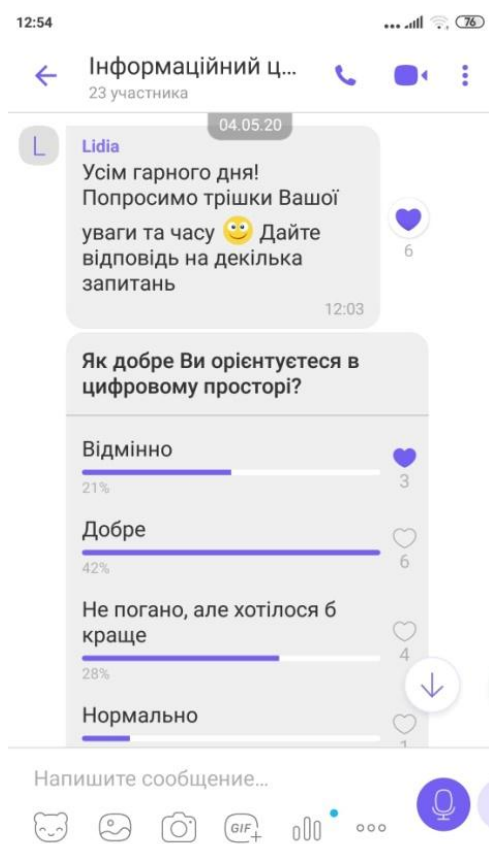 12:54
76
Інформаційний ц...
23 участника
04.05.20
L
Lidia
Усім гарного дня!
Попросимо трішки Вашої
уваги та часу Дайте
відповідь на декілька
запитань
6
12:03
Як добре Ви орієнтуєтеся в
цифровому просторі?
Відмінно
21%
3
Добре
42%
6
Не погано, але хотілося б
краще
28%
4
Нормально
1
Напишите сообщение...
GIF